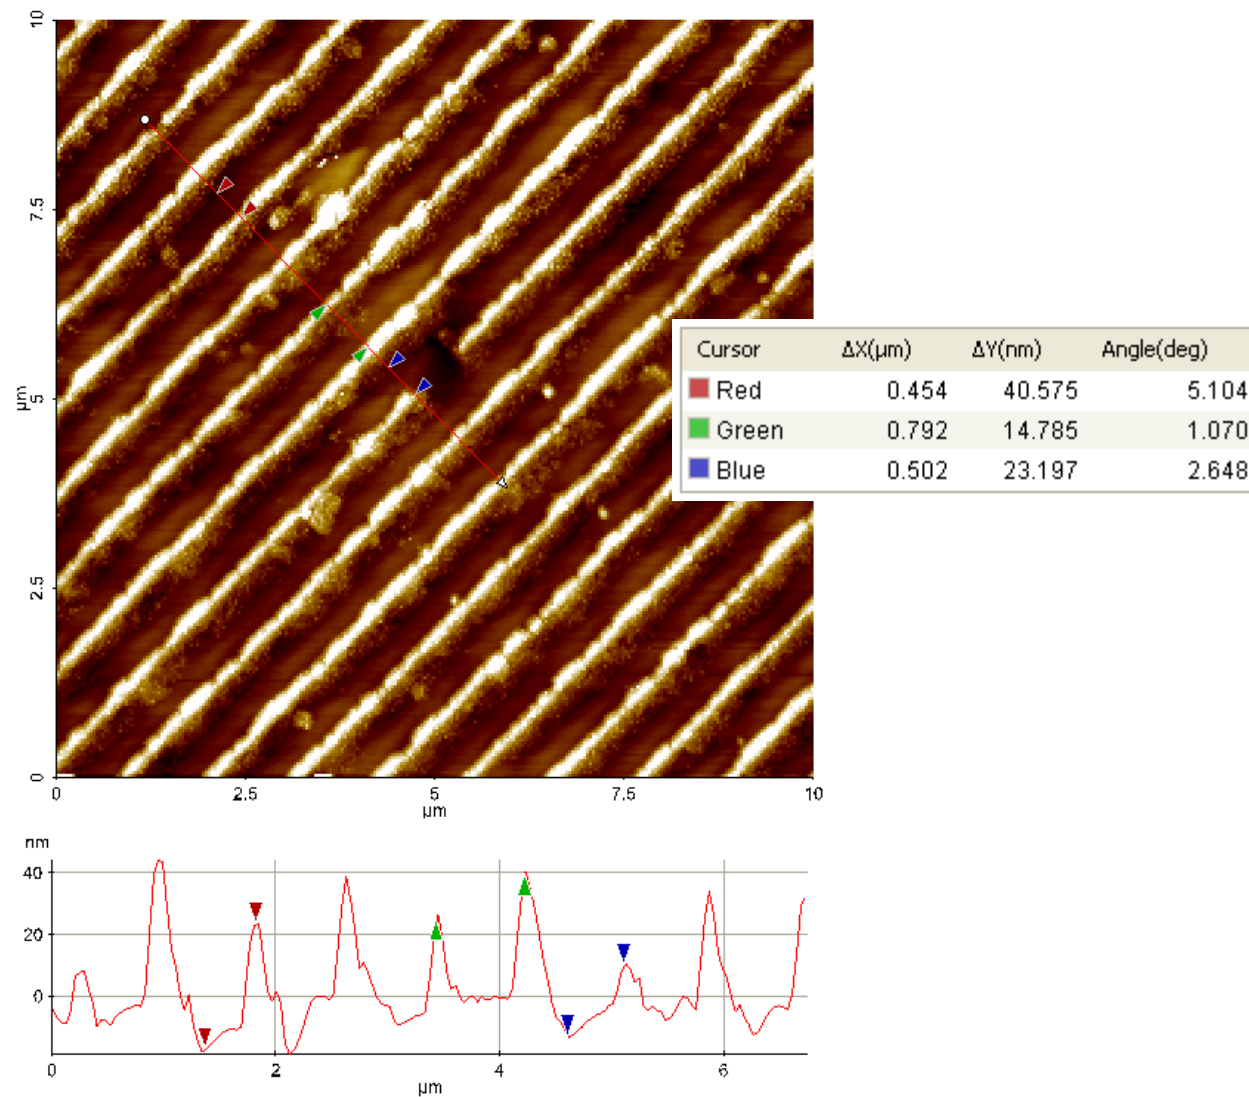 10
7.5
µm
5
2.5
0
0 2.5 5 7.5 10
µm
Cursor ΔX(µm) ΔY(nm) Angle(deg)
Red 0.454 40.575 5.104
Green 0.792 14.785 1.070
Blue 0.502 23.197 2.648
nm
40
20
0
0 2 4 6
µm